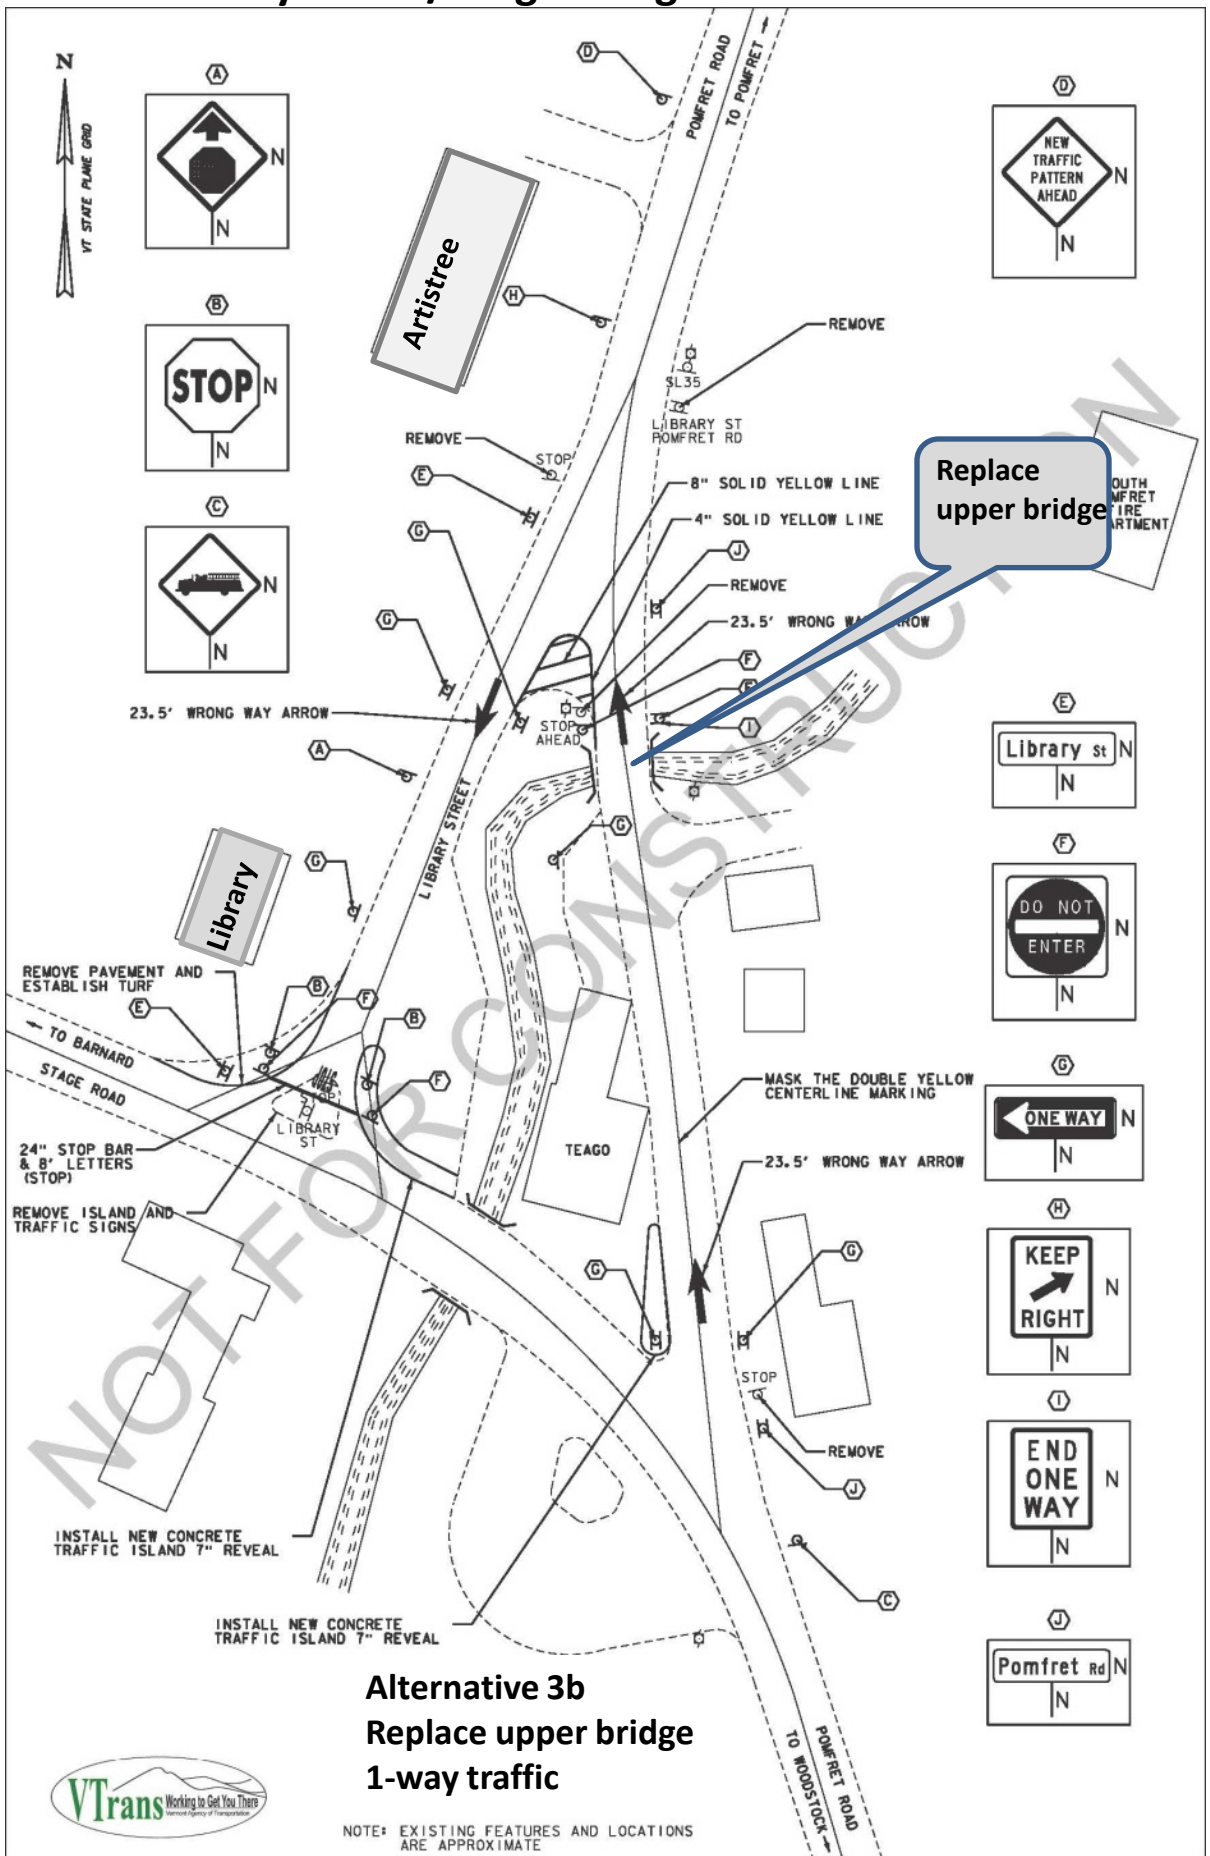 N
VT STATE PLANE GRID
A
N
N
B
STOP N
N
C
N
N
D
POMFRET ROAD
TO POMFRET
D
NEW
TRAFFIC
PATTERN
AHEAD
N
N
Artistree
H
REMOVE
SL35
LIBRARY ST
POMFRET RD
REMOVE
STOP
E
G
8" SOLID YELLOW LINE
4" SOLID YELLOW LINE
Replace
upper bridge
J
REMOVE
23.5' WRONG WAY ARROW
G
F
I
23.5' WRONG WAY ARROW
STOP
AHEAD
A
LIBRARY STREET
G
G
Library
E
Library St N
N
F
DO NOT
ENTER
N
N
REMOVE PAVEMENT AND
ESTABLISH TURF
E
B
F
B
F
TO BARNARD
STAGE ROAD
STOP
LIBRARY
ST
24" STOP BAR
& 8' LETTERS
(STOP)
REMOVE ISLAND AND
TRAFFIC SIGNS
TEAGO
MASK THE DOUBLE YELLOW
CENTERLINE MARKING
23.5' WRONG WAY ARROW
G
ONE WAY N
N
H
KEEP
RIGHT
N
N
G
G
STOP
REMOVE
J
I
END
ONE
WAY
N
N
INSTALL NEW CONCRETE
TRAFFIC ISLAND 7" REVEAL
C
INSTALL NEW CONCRETE
TRAFFIC ISLAND 7" REVEAL
J
Pomfret Rd N
N
NOT FOR CONSTRUCTION
Alternative 3b
Replace upper bridge
1-way traffic
POMFRET ROAD
TO WOODSTOCK
VTrans Working to Get You There
Vermont Agency of Transportation
NOTE: EXISTING FEATURES AND LOCATIONS
ARE APPROXIMATE